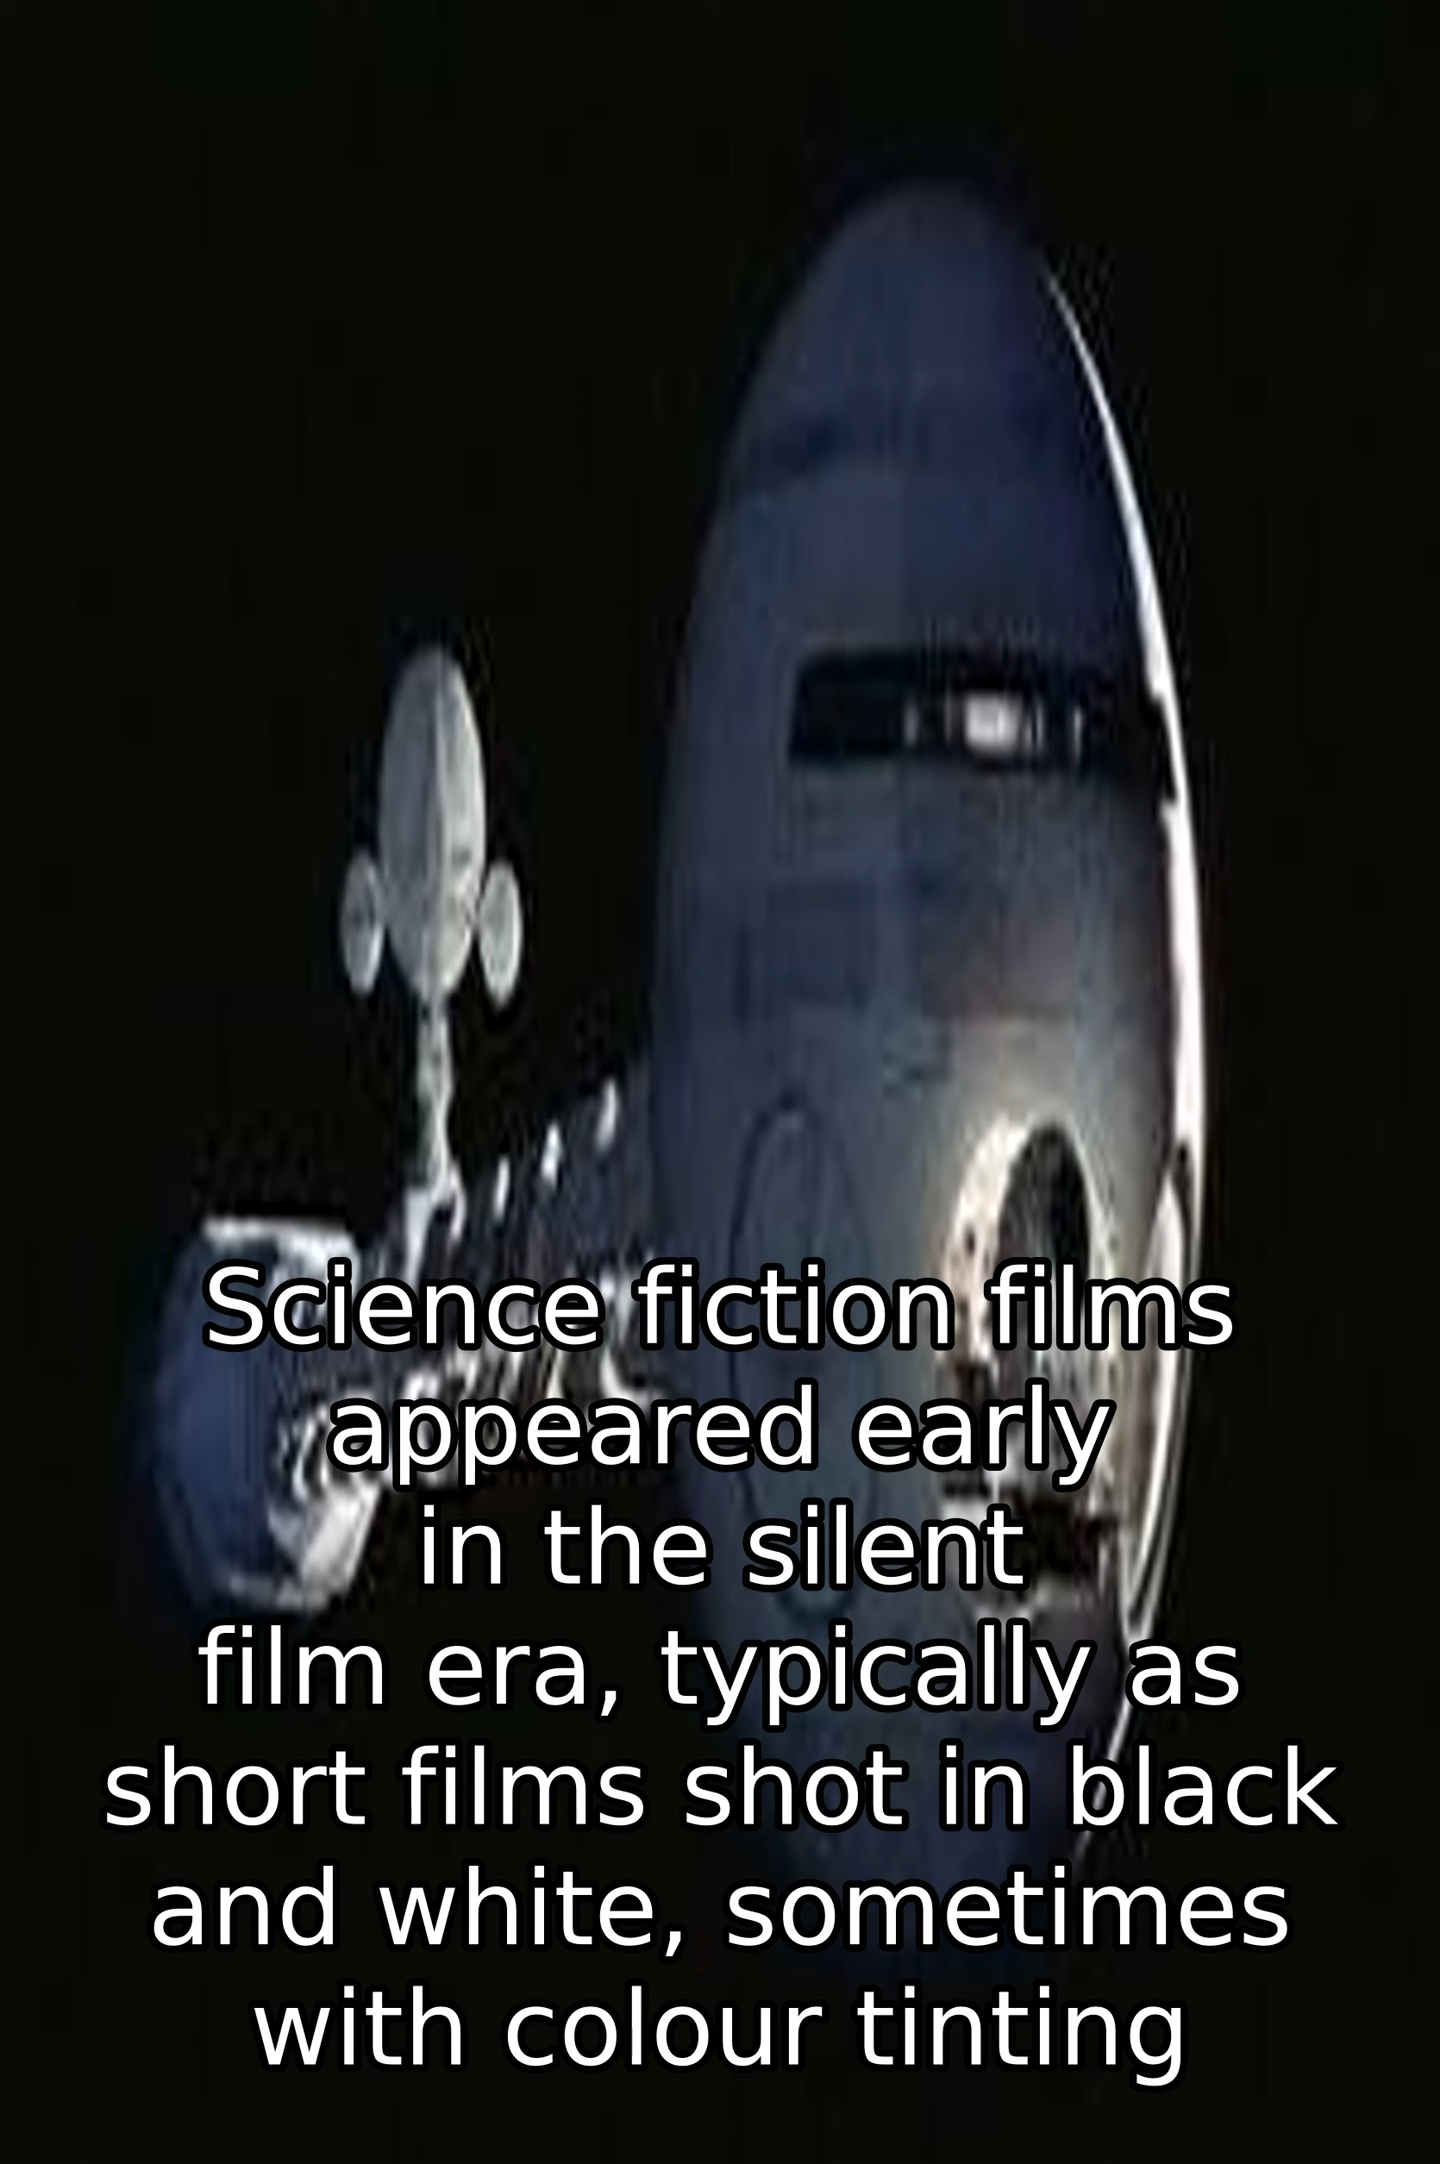 Science fiction films
appeared early
in the silent
film era, typically as
short films shot in black
and white, sometimes
with colour tinting